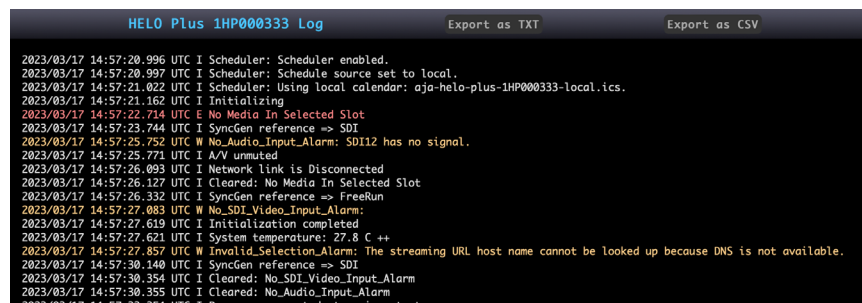 HELO Plus 1HP000333 Log
Export as TXT
Export as CSV
2023/03/17 14:57:20.996 UTC I Scheduler: Scheduler enabled.
2023/03/17 14:57:20.997 UTC I Scheduler: Schedule source set to local.
2023/03/17 14:57:21.022 UTC I Scheduler: Using local calendar: aja-helo-plus-1HP000333-local.ics.
2023/03/17 14:57:21.162 UTC I Initializing
2023/03/17 14:57:22.714 UTC E No Media In Selected Slot
2023/03/17 14:57:23.744 UTC I SyncGen reference => SDI
2023/03/17 14:57:25.752 UTC W No_Audio_Input_Alarm: SDI12 has no signal.
2023/03/17 14:57:25.771 UTC I A/V unmuted
2023/03/17 14:57:26.093 UTC I Network link is Disconnected
2023/03/17 14:57:26.127 UTC I Cleared: No Media In Selected Slot
2023/03/17 14:57:26.332 UTC I SyncGen reference => FreeRun
2023/03/17 14:57:27.083 UTC W No_SDI_Video_Input_Alarm:
2023/03/17 14:57:27.619 UTC I Initialization completed
2023/03/17 14:57:27.621 UTC I System temperature: 27.8 C ++
2023/03/17 14:57:27.857 UTC W Invalid_Selection_Alarm: The streaming URL host name cannot be looked up because DNS is not available.
2023/03/17 14:57:30.140 UTC I SyncGen reference => SDI
2023/03/17 14:57:30.354 UTC I Cleared: No_SDI_Video_Input_Alarm
2023/03/17 14:57:30.355 UTC I Cleared: No_Audio_Input_Alarm